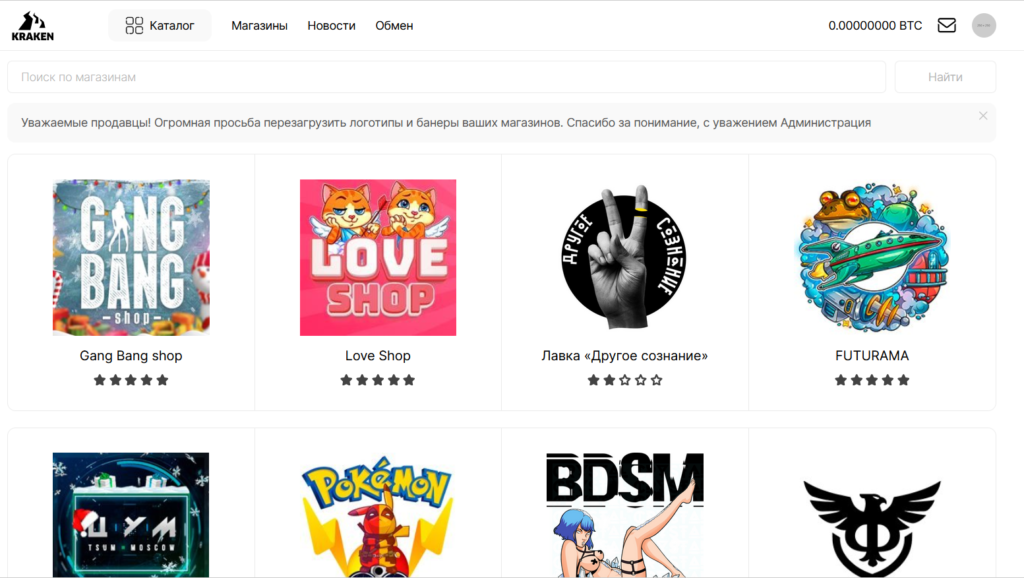 KRAKEN
Каталог
Магазины
Новости
Обмен
0.00000000 BTC
Поиск по магазинам
Найти
Уважаемые продавцы! Огромная просьба перезагрузить логотипы и банеры ваших магазинов. Спасибо за понимание, с уважением Администрация
GANG
BANG
shop
LOVE
SHOP
ДРУГОЕ
СОЗНАНИЕ
Gang Bang shop
Love Shop
Лавка «Другое сознание»
FUTURAMA
ЦУМ
TSUM MOSCOW
POKÉMON
BDSM